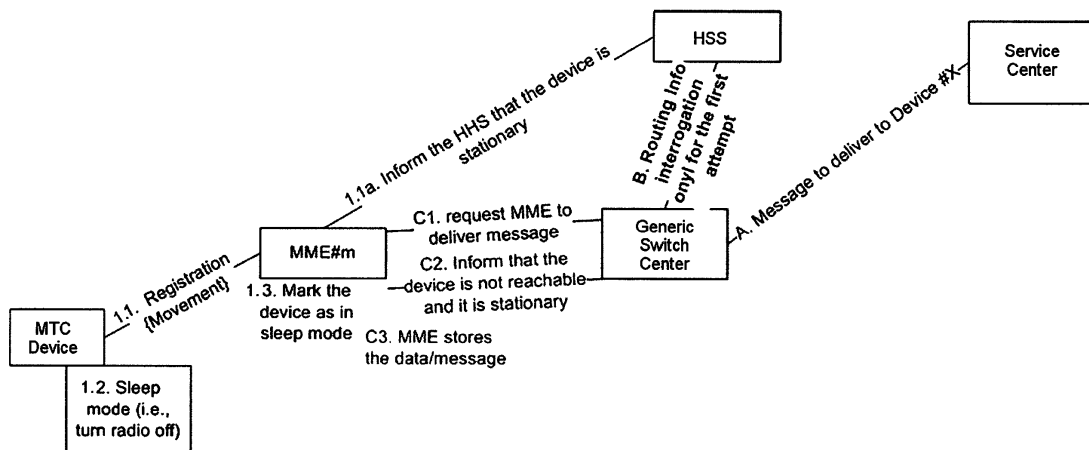 HSS
Service
Center
1.1a. Inform the HHS that the device is
stationary
B. Routing Info
interrogation
onyl for the first
attempt
A. Message to deliver to Device #X
C1. request MME to
deliver message
Generic
Switch
Center
MME#m
C2. Inform that the
device is not reachable
and it is stationary
1.1. Registration
{Movement}
1.3. Mark the
device as in
sleep mode
C3. MME stores
the data/message
MTC
Device
1.2. Sleep
mode (i.e.,
turn radio off)